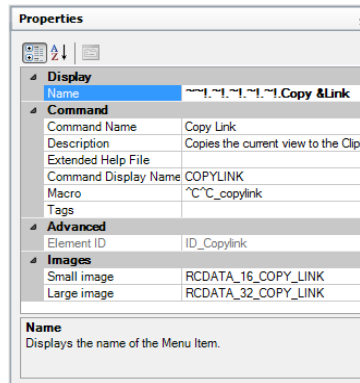 Properties
Display
Name ~~!.~!.~!.~!.~!.Copy &Link
Command
Command Name Copy Link
Description Copies the current view to the Clip
Extended Help File
Command Display Name COPYLINK
Macro ^C^C_copylink
Tags
Advanced
Element ID ID_Copylink
Images
Small image RCDATA_16_COPY_LINK
Large image RCDATA_32_COPY_LINK
Name
Displays the name of the Menu Item.